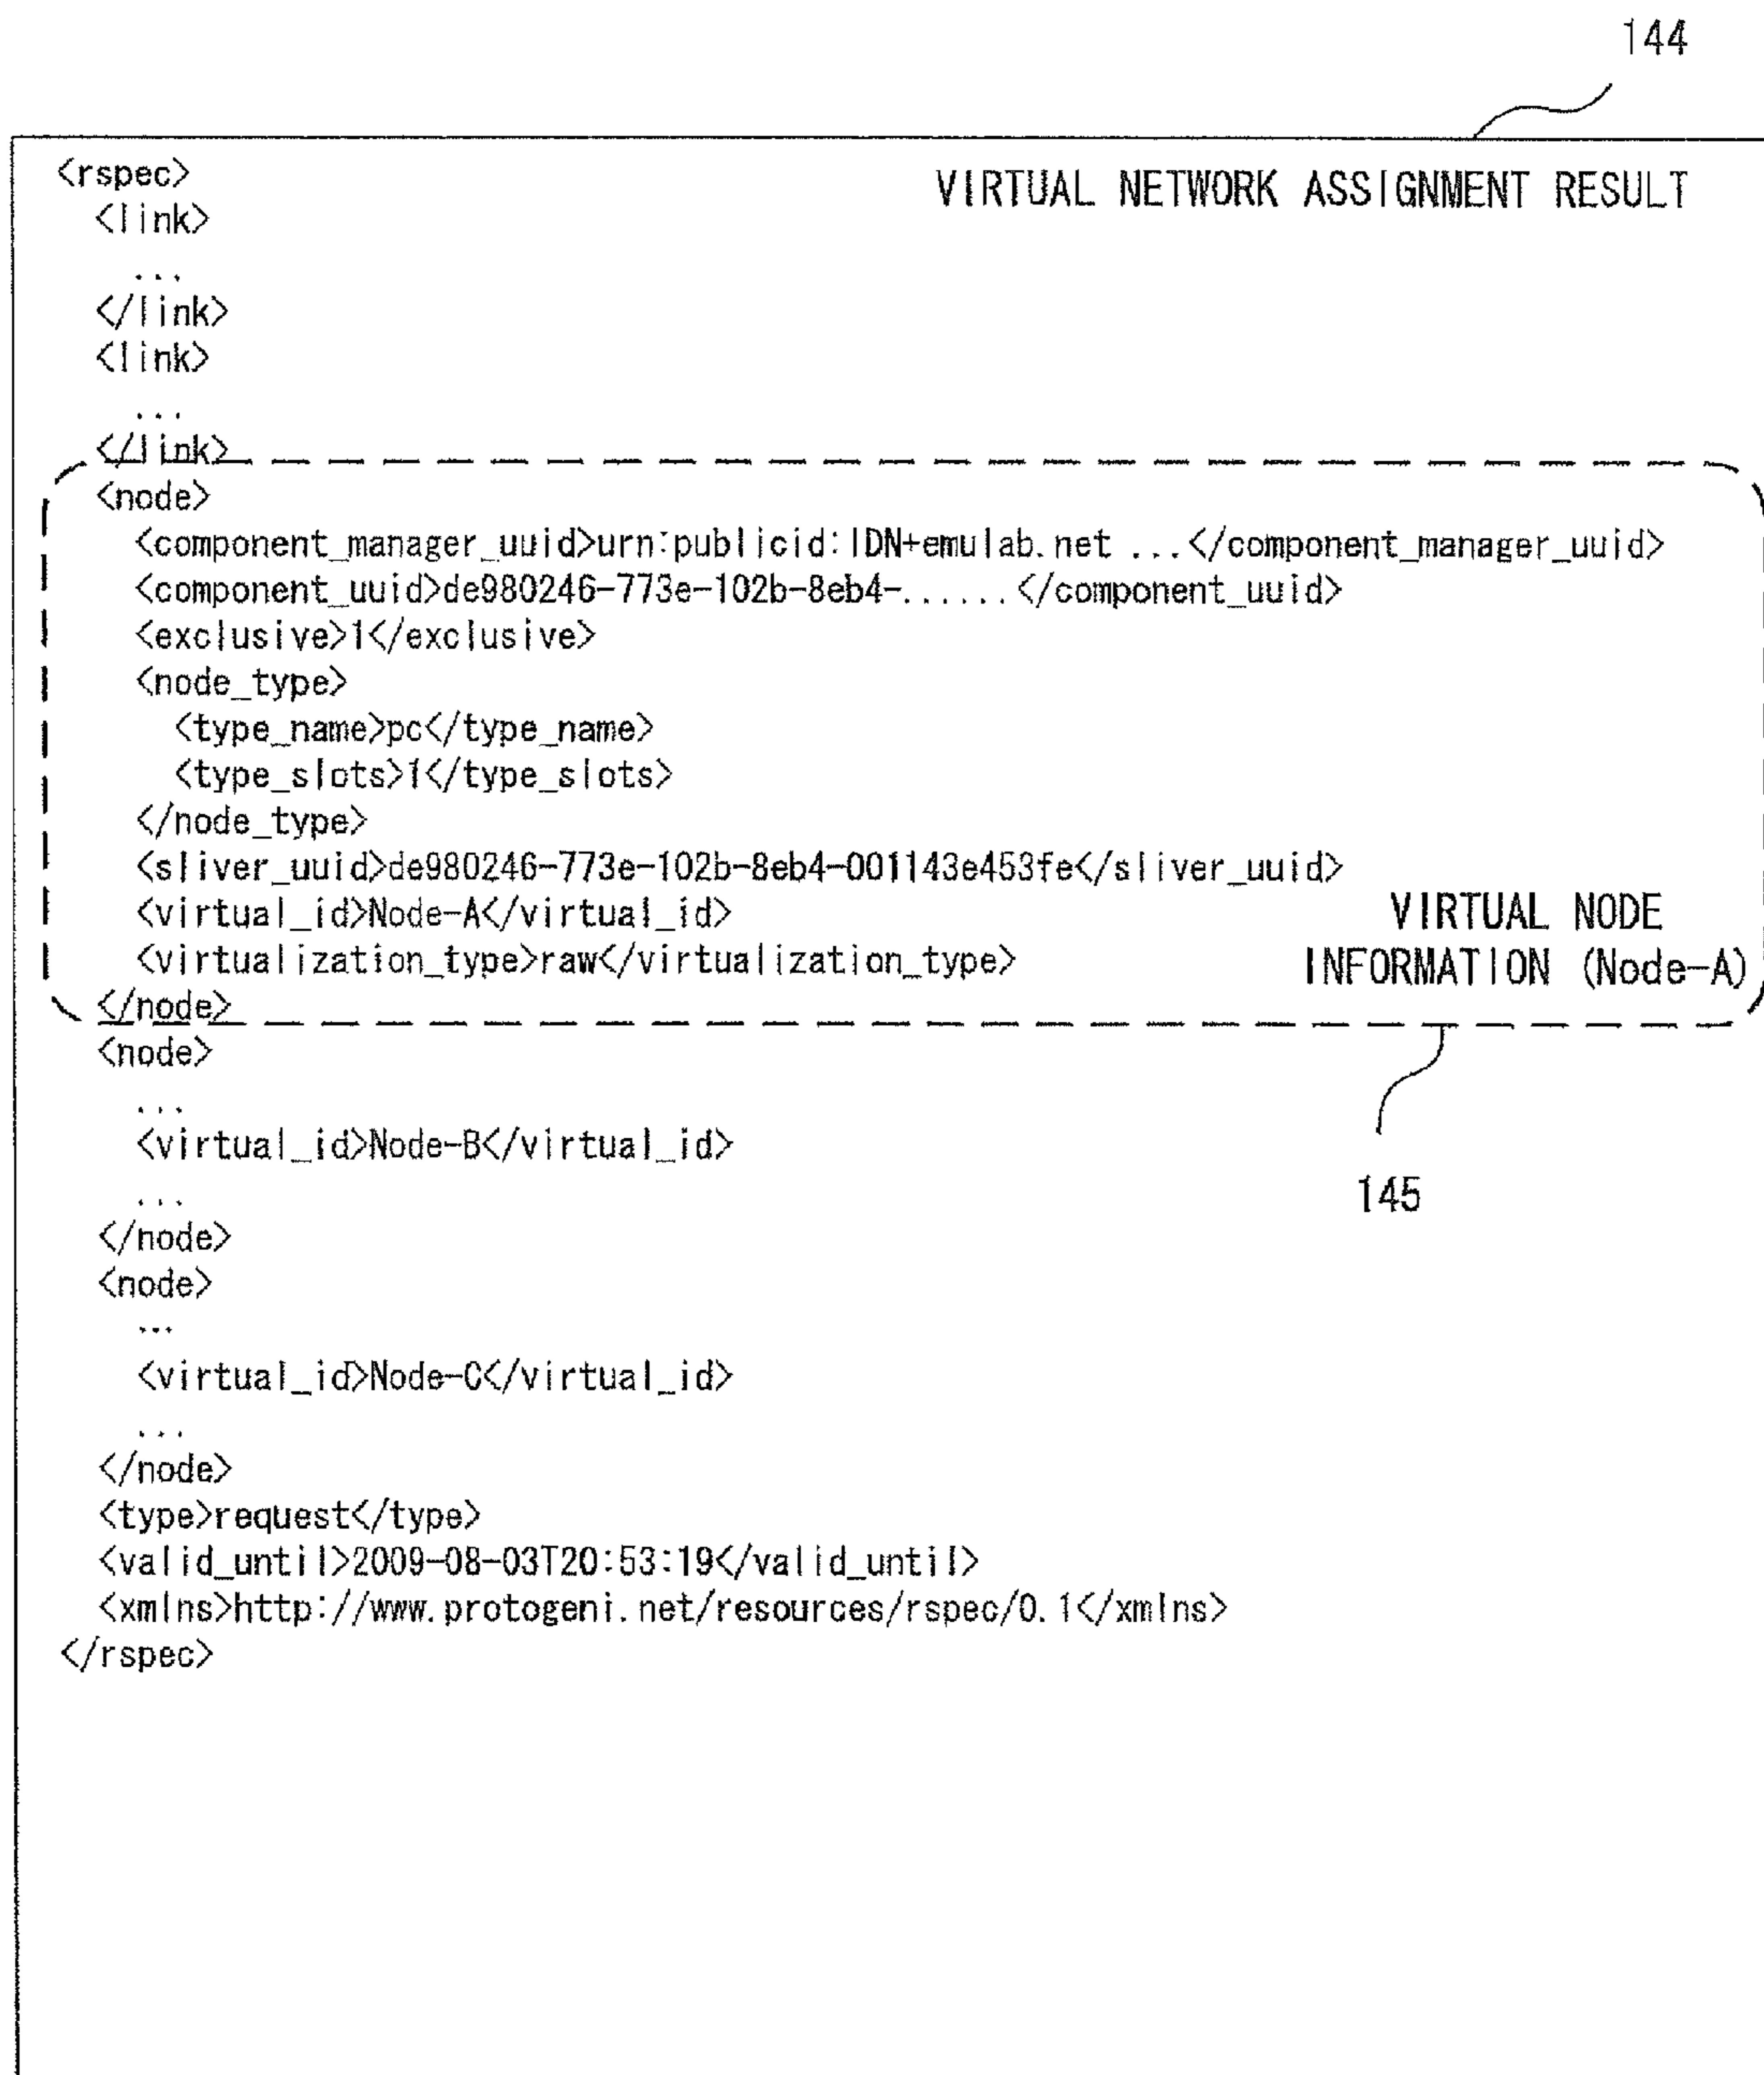 144
<rspec>
VIRTUAL NETWORK ASSIGNMENT RESULT
<link>
...
</link>
<link>
...
</link>
<node>
<component_manager_uuid>urn:publicid:IDN+emulab.net ...</component_manager_uuid>
<component_uuid>de980246-773e-102b-8eb4-......</component_uuid>
<exclusive>1</exclusive>
<node_type>
<type_name>pc</type_name>
<type_slots>1</type_slots>
</node_type>
<sliver_uuid>de980246-773e-102b-8eb4-001143e453fe</sliver_uuid>
<virtual_id>Node-A</virtual_id>
<virtualization_type>raw</virtualization_type>
VIRTUAL NODE
INFORMATION (Node-A)
</node>
<node>
...
<virtual_id>Node-B</virtual_id>
145
...
</node>
<node>
...
<virtual_id>Node-C</virtual_id>
...
</node>
<type>request</type>
<valid_until>2009-08-03T20:53:19</valid_until>
<xmlns>http://www.protogeni.net/resources/rspec/0.1</xmlns>
</rspec>